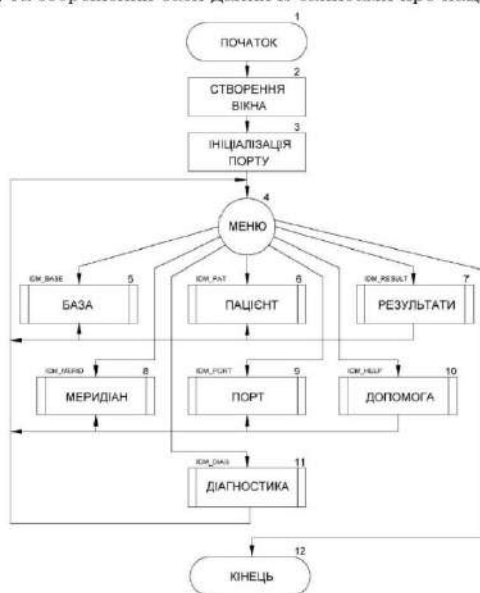 1
ПОЧАТОК
2
СТВОРЕННЯ
ВІКНА
3
ІНІЦІАЛІЗАЦІЯ
ПОРТУ
4
МЕНЮ
IDM_BASE 5
БАЗА
IDM_PAT 6
ПАЦІЄНТ
IDM_RESULT 7
РЕЗУЛЬТАТИ
IDM_MERID 8
МЕРИДІАН
IDM_PORT 9
ПОРТ
IDM_HELP 10
ДОПОМОГА
IDM_DIAG 11
ДІАГНОСТИКА
12
КІНЕЦЬ